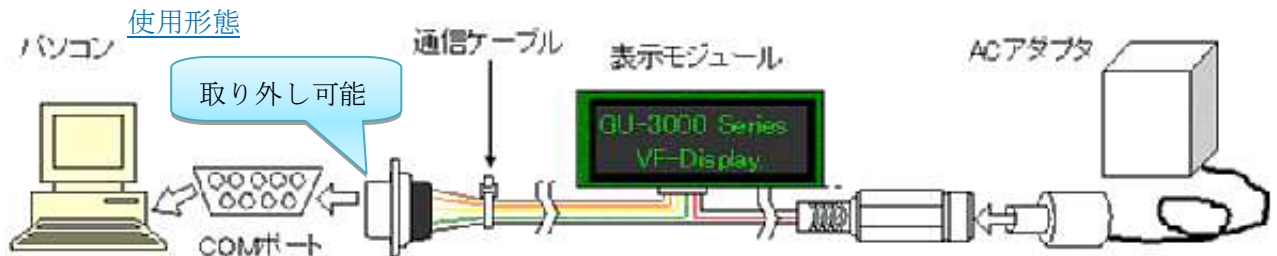 使用形態
パソコン
取り外し可能
通信ケーブル
表示モジュール
ACアダプタ
GU-3000 Series
VF-Display
COMポート